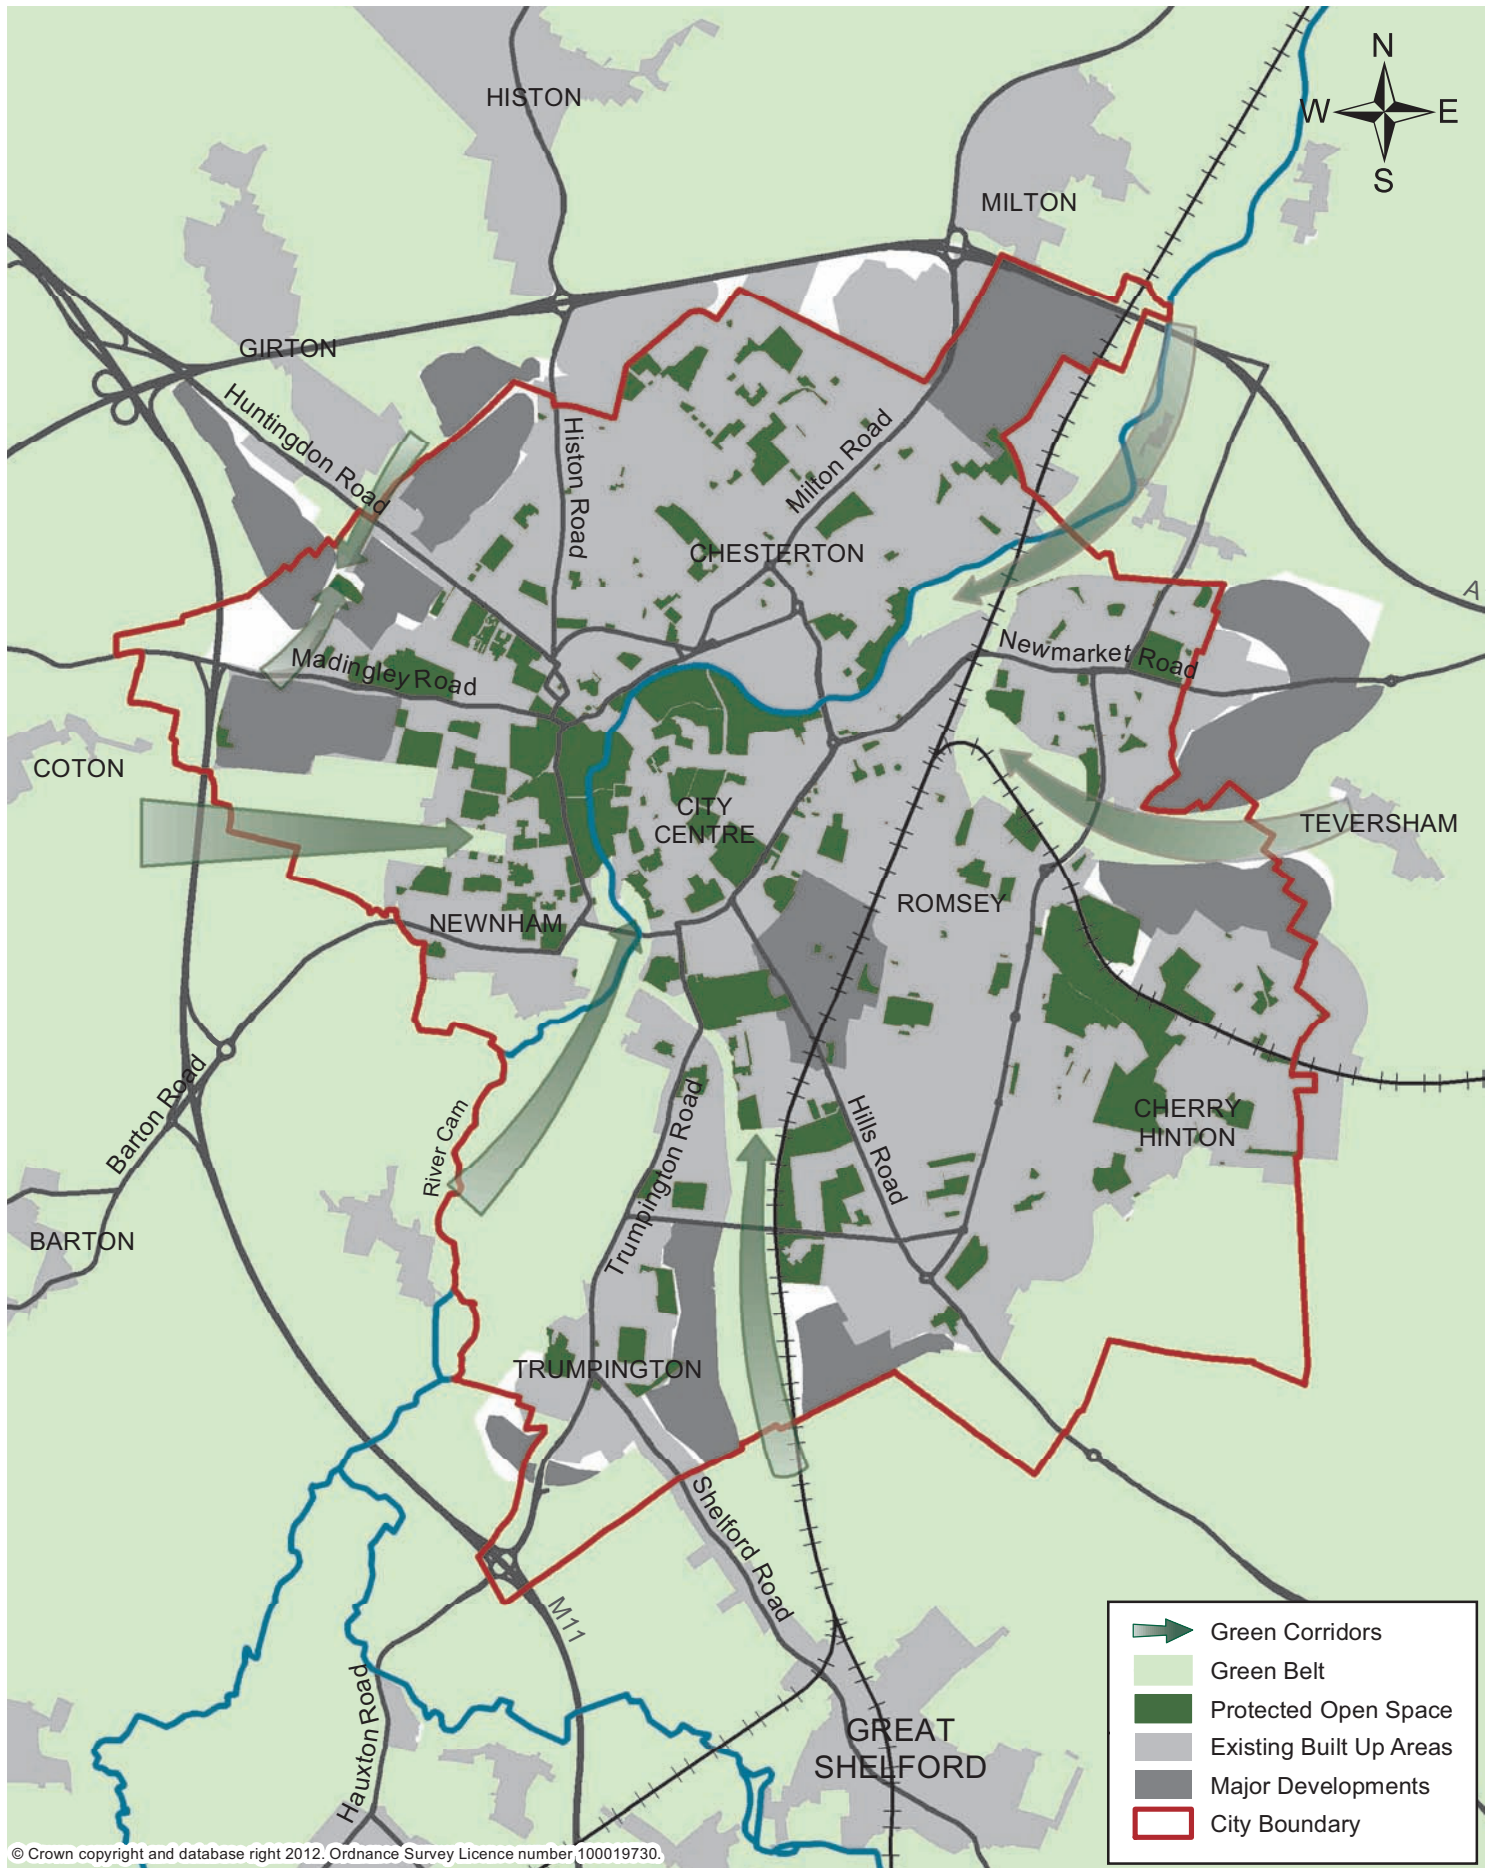 N
HISTON
W E
S
MILTON
GIRTON
Huntingdon Road
Histon Road
Milton Road
CHESTERTON
A
Newmarket Road
Madingley Road
COTON
CITY
CENTRE
TEVERSHAM
ROMSEY
NEWNHAM
Barton Road
River Cam
Trumpington Road
Hills Road
CHERRY
HINTON
BARTON
TRUMPINGTON
Shelford Road
M11
Hauxton Road
GREAT
SHELFORD
Green Corridors
Green Belt
Protected Open Space
Existing Built Up Areas
Major Developments
City Boundary
© Crown copyright and database right 2012. Ordnance Survey Licence number 100019730.